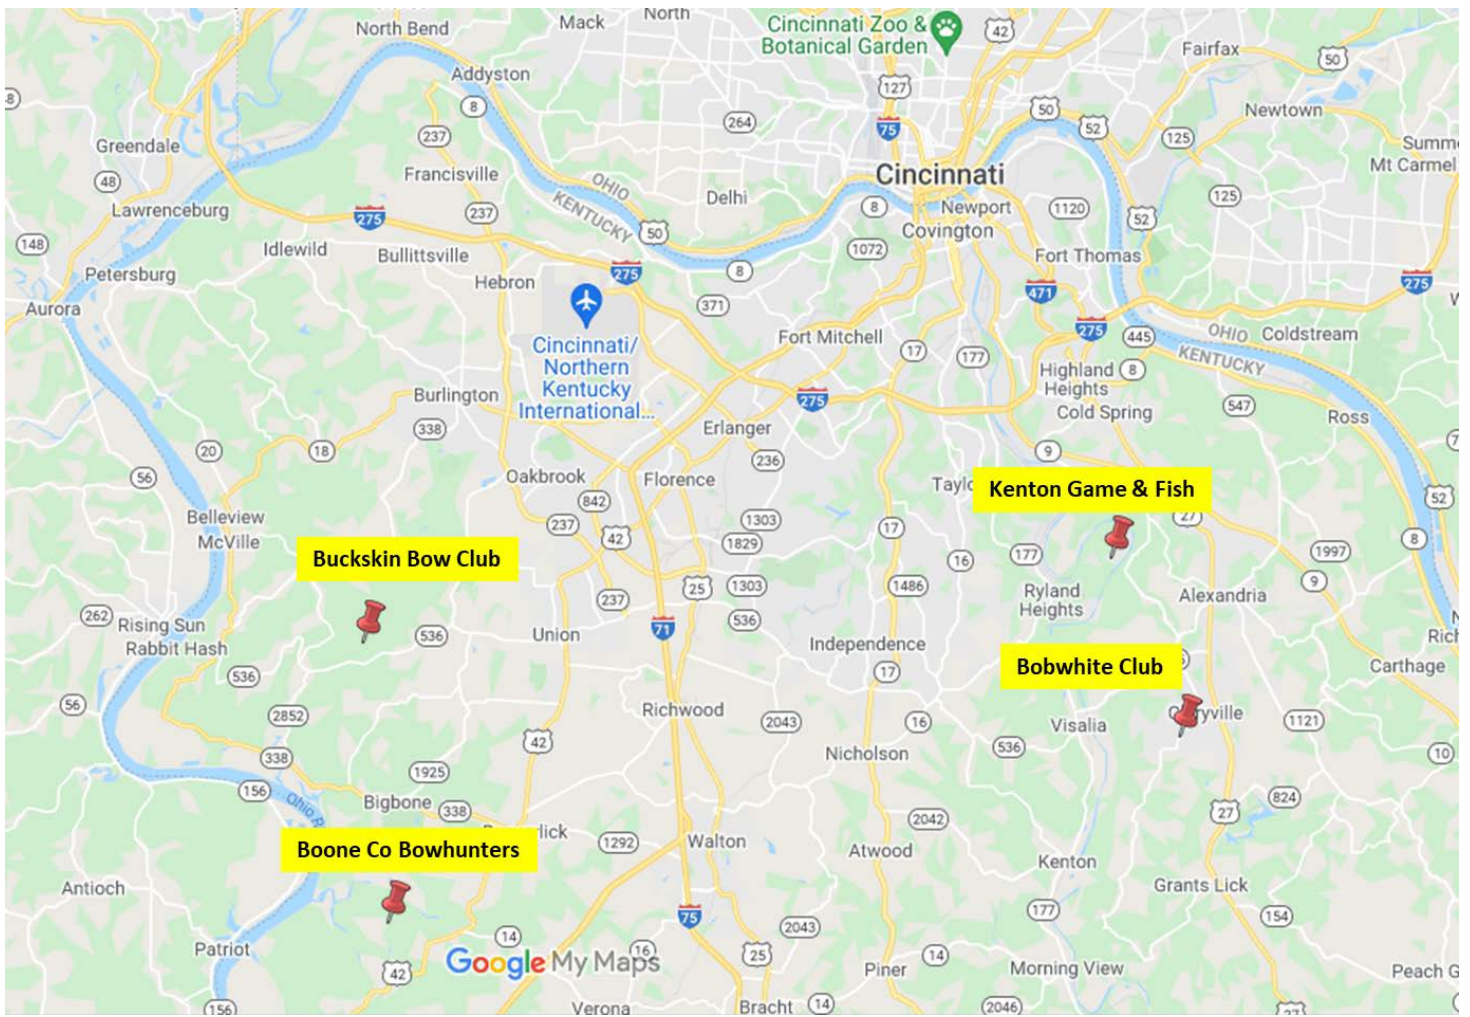 North Bend
Mack
North
Cincinnati Zoo &
Botanical Garden
42
Fairfax
50
Addyston
8
127
50
Newtown
237
264
75
52
125
Greendale
Francisville
Cincinnati
Mt Carmel
48
OHIO
Delhi
Lawrenceburg
237
KENTUCKY
8
Newport
1120
52
125
275
50
Covington
148
Idlewild
Bullittsville
1072
Fort Thomas
Petersburg
Hebron
275
8
275
Aurora
371
471
Cincinnati/
Northern
Kentucky
International...
Fort Mitchell
275
445
OHIO
Coldstream
17
177
KENTUCKY
Highland
Heights
8
Burlington
275
Cold Spring
547
Ross
338
Erlanger
20
18
236
9
56
Oakbrook
Florence
Kenton Game & Fish
52
842
Belleview
237
42
1303
17
27
McVille
1829
8
Buckskin Bow Club
16
177
1997
25
1303
1486
Ryland
Heights
9
237
Alexandria
262
Rising Sun
536
71
Rabbit Hash
536
Union
Independence
Bobwhite Club
Carthage
536
17
56
2852
Richwood
2043
16
Visalia
1121
42
536
10
338
1925
Nicholson
156
Bigbone
338
824
27
2042
Boone Co Bowhunters
1292
Walton
Atwood
Kenton
Antioch
Grants Lick
75
177
154
Patriot
14
2043
Google My Maps
16
25
14
42
Piner
Morning View
156
Verona
Bracht
14
2046
27